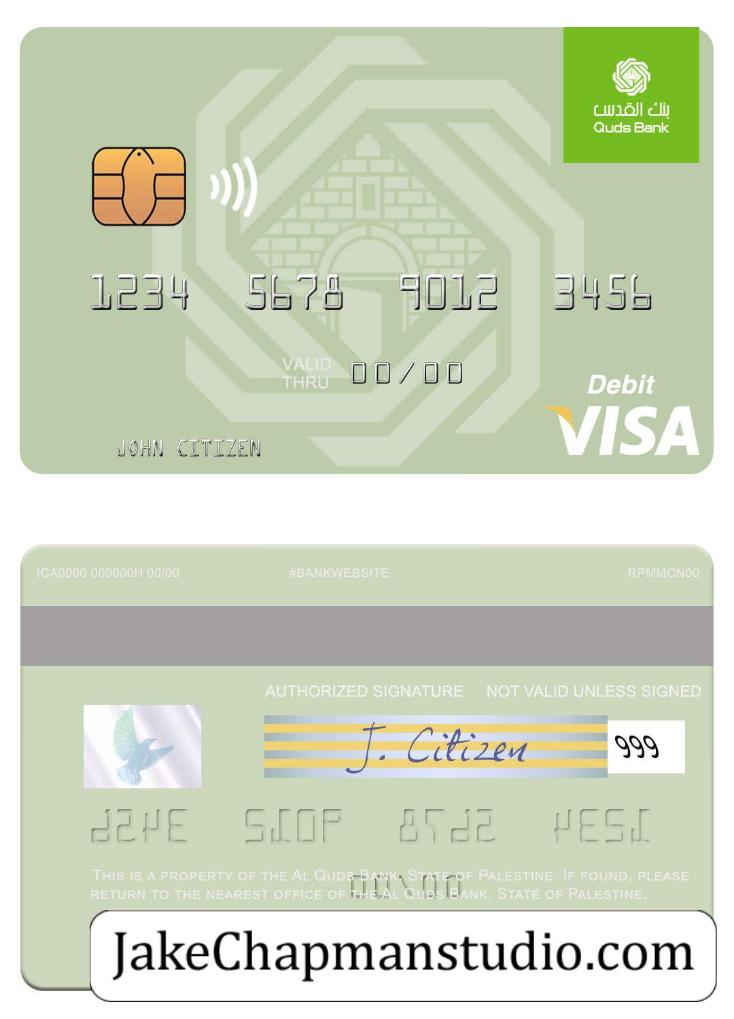 بنك القدس
Quds Bank
1234 5678 9012 3456
VALID THRU 00/00
Debit
VISA
JOHN CITIZEN
ICA0000 000000H 00/00 #BANKWEBSITE RPMMCN00
AUTHORIZED SIGNATURE NOT VALID UNLESS SIGNED
J. Citizen 999
1234 5678 9012 3456
THIS IS A PROPERTY OF THE AL QUDS BANK, STATE OF PALESTINE. IF FOUND, PLEASE
RETURN TO THE NEAREST OFFICE OF THE AL QUDS BANK, STATE OF PALESTINE.
00/00
JakeChapmanstudio.com